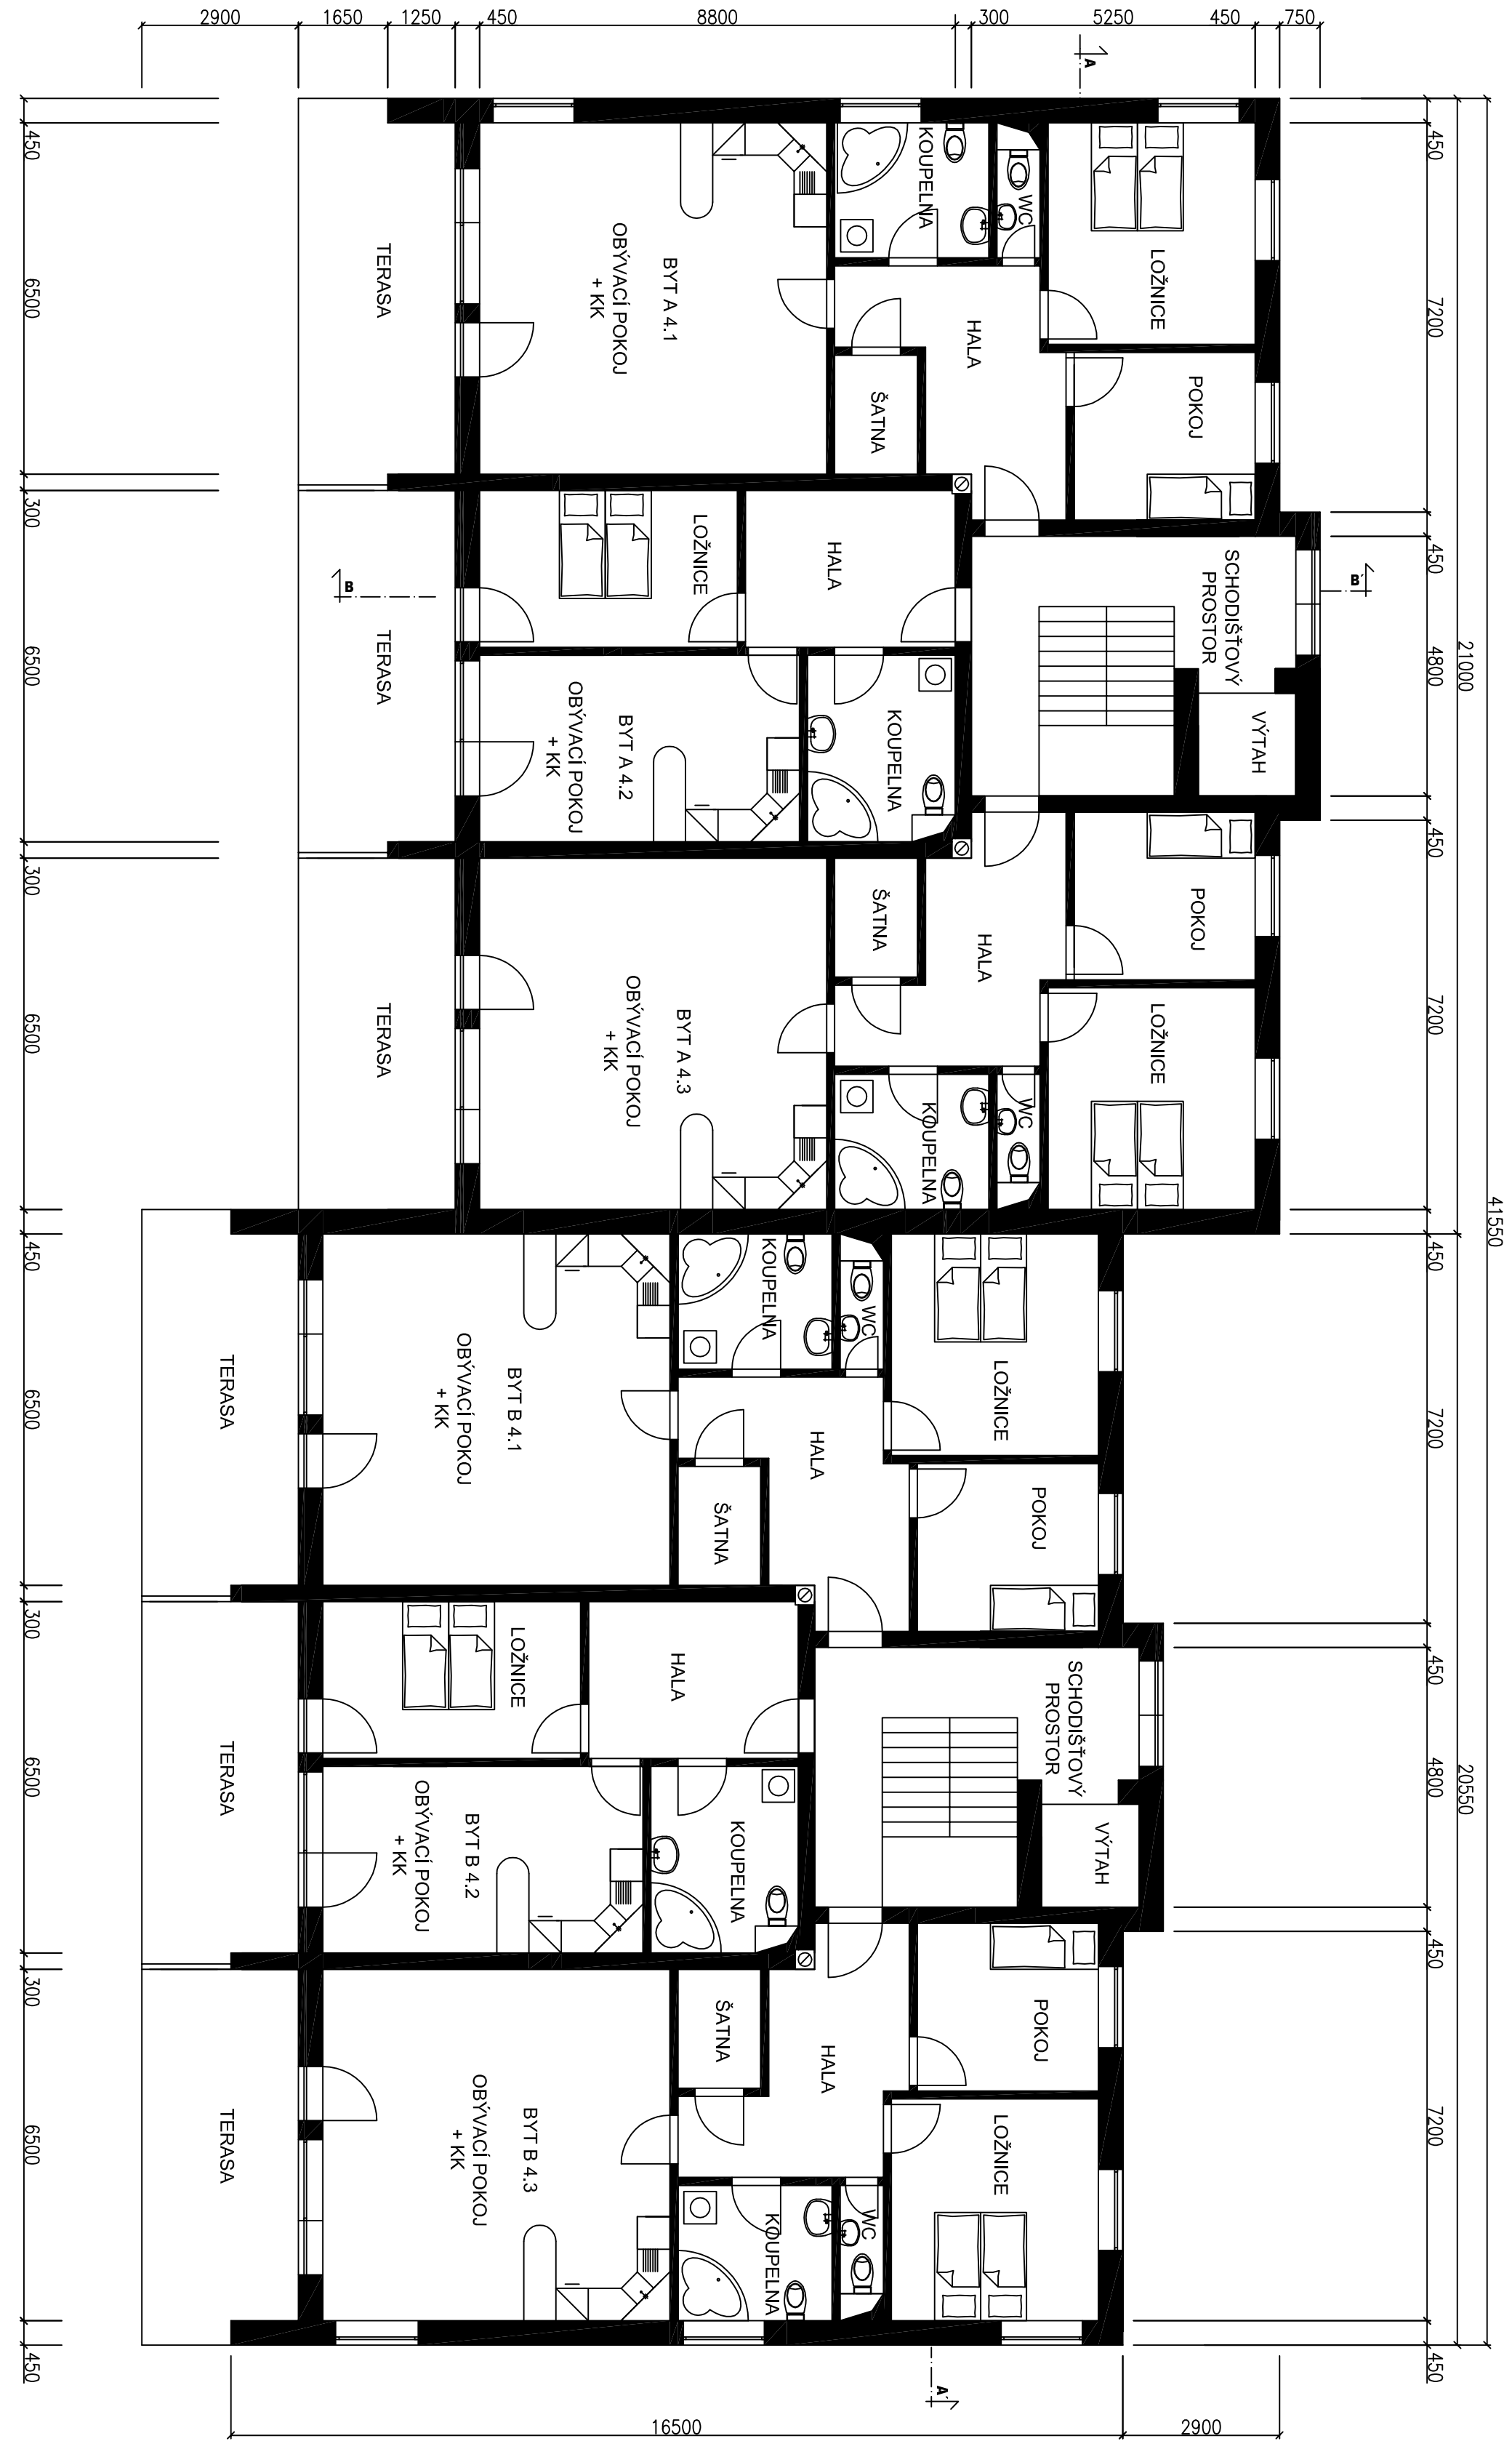 2900
1650
1250
450
8800
300
5250
450
750
A
450
6500
300
6500
300
6500
450
6500
300
6500
300
6500
450
450
7200
450
4800
450
7200
450
7200
450
4800
450
7200
450
21000
20550
41550
16500
2900
TERASA
OBÝVACÍ POKOJ
+ KK
BYT A 4.1
KOUPELNA
WC
LOŽNICE
HALA
ŠATNA
POKOJ
B
B´
TERASA
LOŽNICE
HALA
SCHODIŠŤOVÝ
PROSTOR
VÝTAH
BYT A 4.2
OBÝVACÍ POKOJ
+ KK
KOUPELNA
TERASA
BYT A 4.3
OBÝVACÍ POKOJ
+ KK
ŠATNA
HALA
POKOJ
LOŽNICE
KOUPELNA
WC
TERASA
BYT B 4.1
OBÝVACÍ POKOJ
+ KK
KOUPELNA
WC
LOŽNICE
HALA
ŠATNA
POKOJ
TERASA
LOŽNICE
HALA
SCHODIŠŤOVÝ
PROSTOR
VÝTAH
BYT B 4.2
OBÝVACÍ POKOJ
+ KK
KOUPELNA
TERASA
BYT B 4.3
OBÝVACÍ POKOJ
+ KK
ŠATNA
HALA
POKOJ
LOŽNICE
KOUPELNA
WC
A´